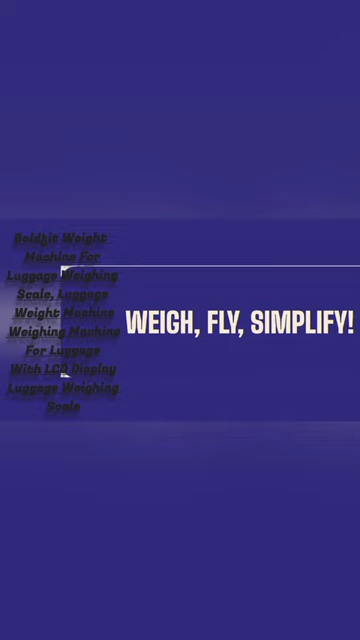 Boldfit Weight
Machine For
Luggage Weighing
Scale, Luggage
Weight Machine
Weighing Machine
For Luggage
With LCD Display
Luggage Weighing
Scale
WEIGH, FLY, SIMPLIFY!